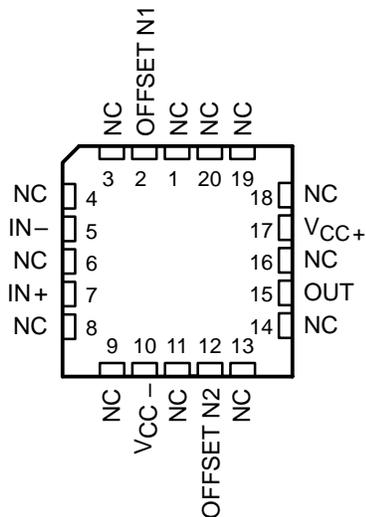 NC
OFFSET N1
NC
NC
NC
3
2
1
20
19
NC
4
18
NC
IN−
5
17
VCC+
NC
6
16
NC
IN+
7
15
OUT
NC
8
14
NC
9
10
11
12
13
NC
VCC −
NC
OFFSET N2
NC